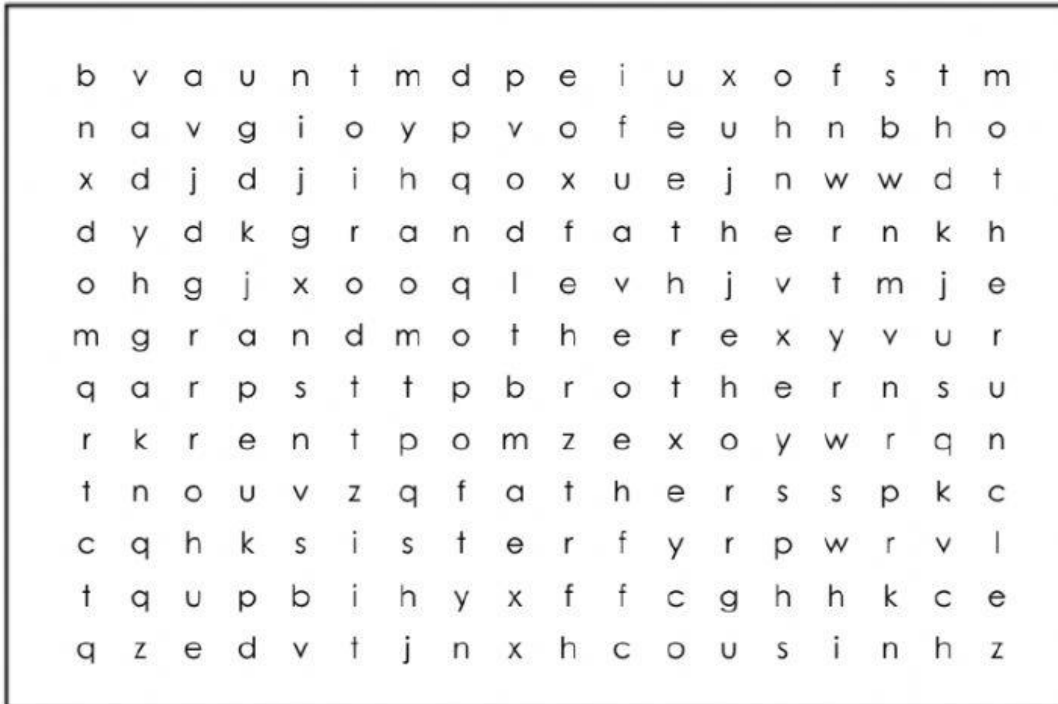 b v a u n t m d p e i u x o f s t m
n a v g i o y p v o f e u h n b h o
x d j d j i h q o x u e j n w w d t
d y d k g r a n d f a t h e r n k h
o h g j x o o q l e v h j v t m j e
m g r a n d m o t h e r e x y v u r
q a r p s t t p b r o t h e r n s u
r k r e n t p o m z e x o y w r q n
t n o u v z q f a t h e r s s p k c
c q h k s i s t e r f y r p w r v l
t q u p b i h y x f f c g h h k c e
q z e d v t j n x h c o u s i n h z